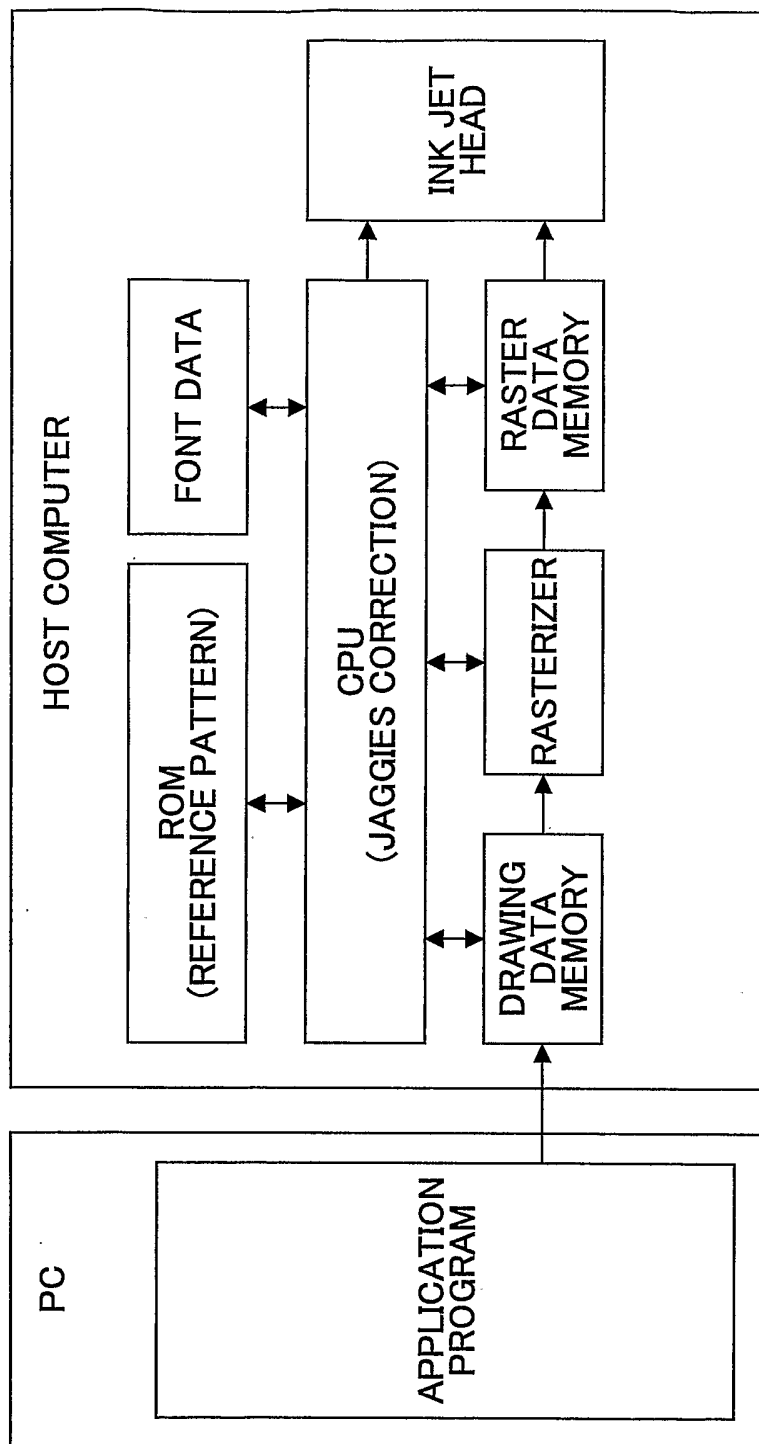 PC
APPLICATION
PROGRAM
HOST COMPUTER
ROM
(REFERENCE PATTERN)
FONT DATA
CPU
(JAGGIES CORRECTION)
DRAWING
DATA
MEMORY
RASTERIZER
RASTER
DATA
MEMORY
INK JET
HEAD